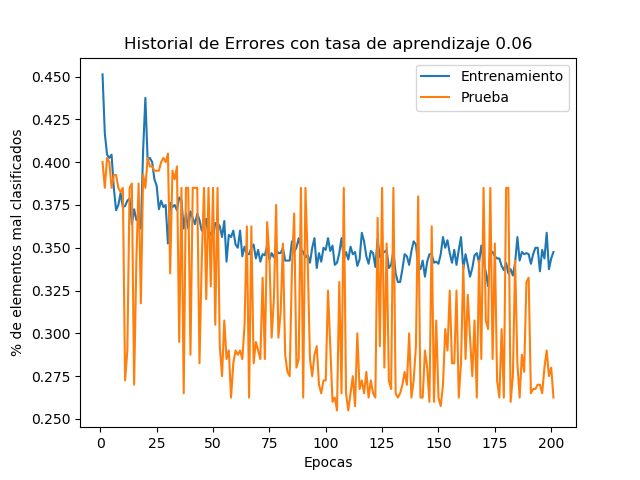 Historial de Errores con tasa de aprendizaje 0.06
Entrenamiento
Prueba
% de elementos mal clasificados
0.450
0.425
0.400
0.375
0.350
0.325
0.300
0.275
0.250
0 25 50 75 100 125 150 175 200
Epocas